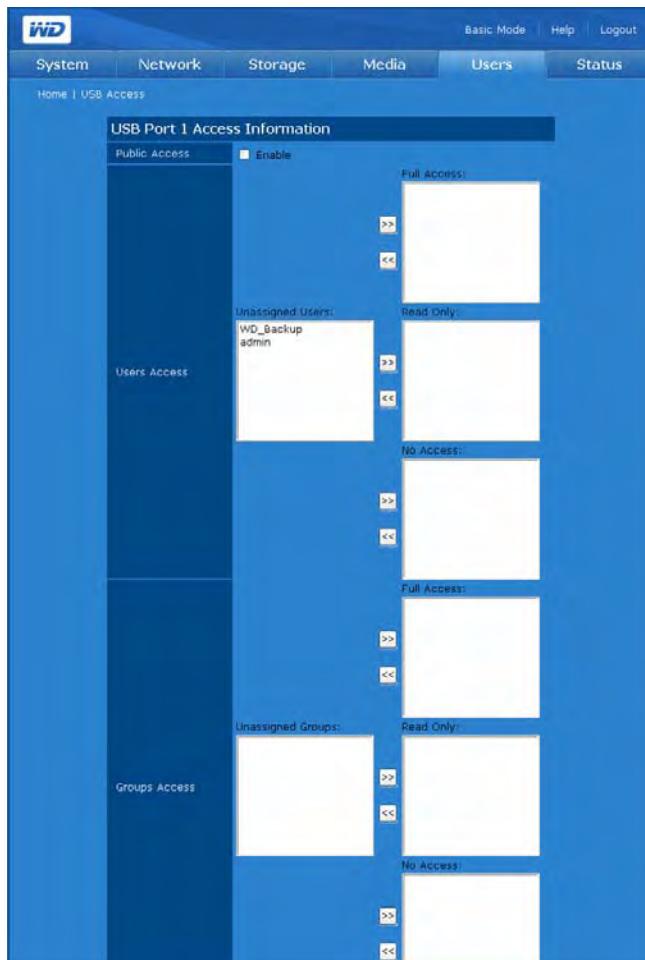 WD
Basic Mode | Help | Logout
System Network Storage Media Users Status
Home | USB Access
USB Port 1 Access Information
Public Access Enable
Full Access:
>>
<<
Unassigned Users: Read Only:
WD_Backup
admin
>>
Users Access
<<
No Access:
>>
<<
Full Access:
>>
<<
Unassigned Groups: Read Only:
>>
Groups Access
<<
No Access:
>>
<<